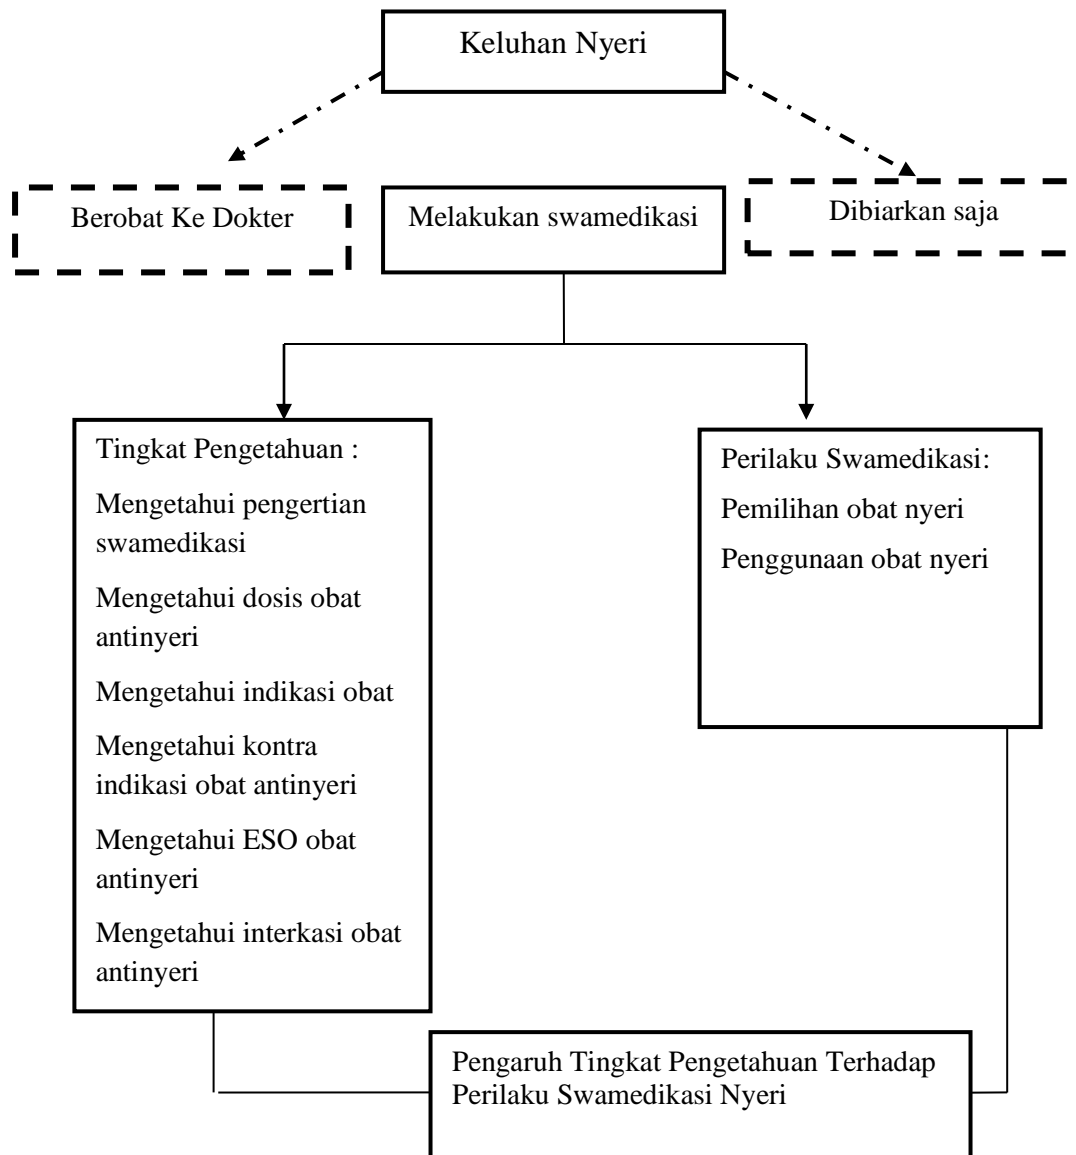 Keluhan Nyeri
Berobat Ke Dokter
Melakukan swamedikasi
Dibiarkan saja
Tingkat Pengetahuan :
Mengetahui pengertian
swamedikasi
Mengetahui dosis obat
antinyeri
Mengetahui indikasi obat
Mengetahui kontra
indikasi obat antinyeri
Mengetahui ESO obat
antinyeri
Mengetahui interkasi obat
antinyeri
Perilaku Swamedikasi:
Pemilihan obat nyeri
Penggunaan obat nyeri
Pengaruh Tingkat Pengetahuan Terhadap
Perilaku Swamedikasi Nyeri